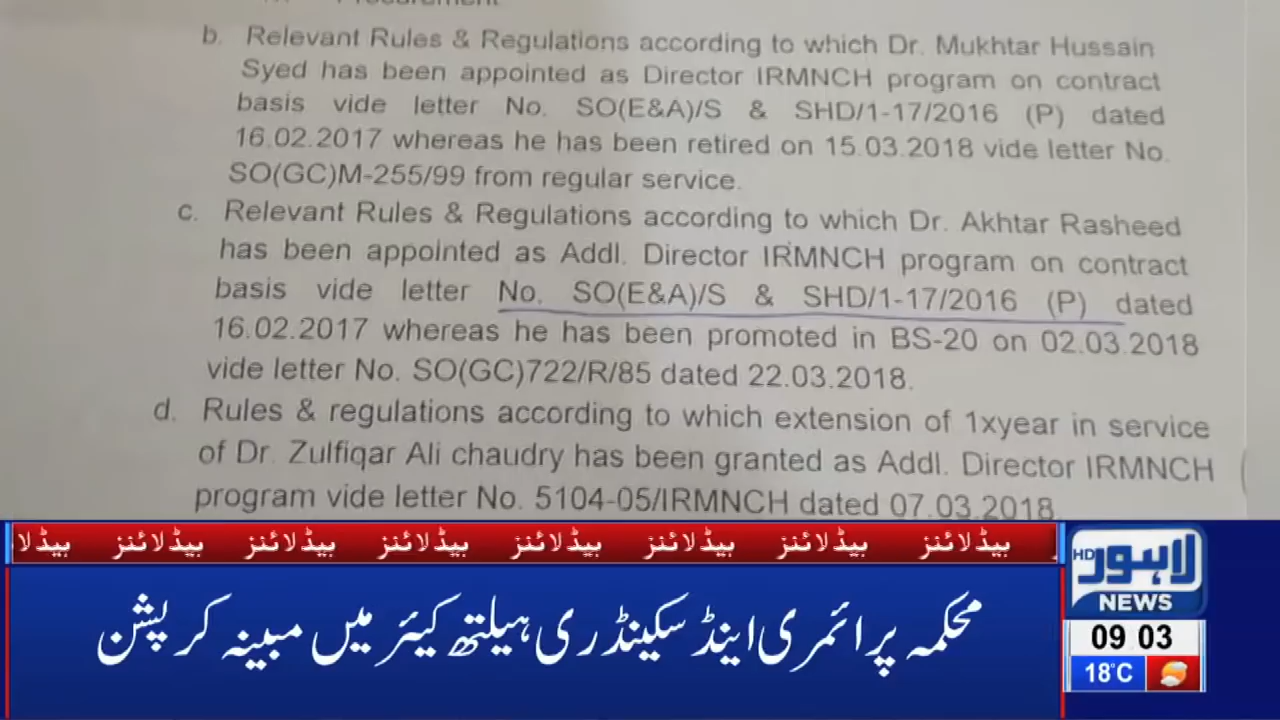 b. Relevant Rules & Regulations according to which Dr. Mukhtar Hussain
Syed has been appointed as Director IRMNCH program on contract
basis vide letter No. SO(E&A)/S & SHD/1-17/2016 (P) dated
16.02.2017 whereas he has been retired on 15.03.2018 vide letter No.
SO(GC)M-255/99 from regular service.
c. Relevant Rules & Regulations according to which Dr. Akhtar Rasheed
has been appointed as Addl. Director IRMNCH program on contract
basis vide letter No. SO(E&A)/S & SHD/1-17/2016 (P) dated
16.02.2017 whereas he has been promoted in BS-20 on 02.03.2018
vide letter No. SO(GC)722/R/85 dated 22.03.2018.
d. Rules & regulations according to which extension of 1xyear in service
of Dr. Zulfiqar Ali chaudry has been granted as Addl. Director IRMNCH
program vide letter No. 5104-05/IRMNCH dated 07.03.2018.
ہیڈلائنز ہیڈلائنز ہیڈلائنز ہیڈلائنز ہیڈلائنز ہیڈلائنز ہیڈلائنز ہیڈلا
محکمہ پرائمری اینڈ سکینڈری ہیلتھ کیئر میں مبینہ کرپشن
HD لاہور
NEWS
09 03
18°C